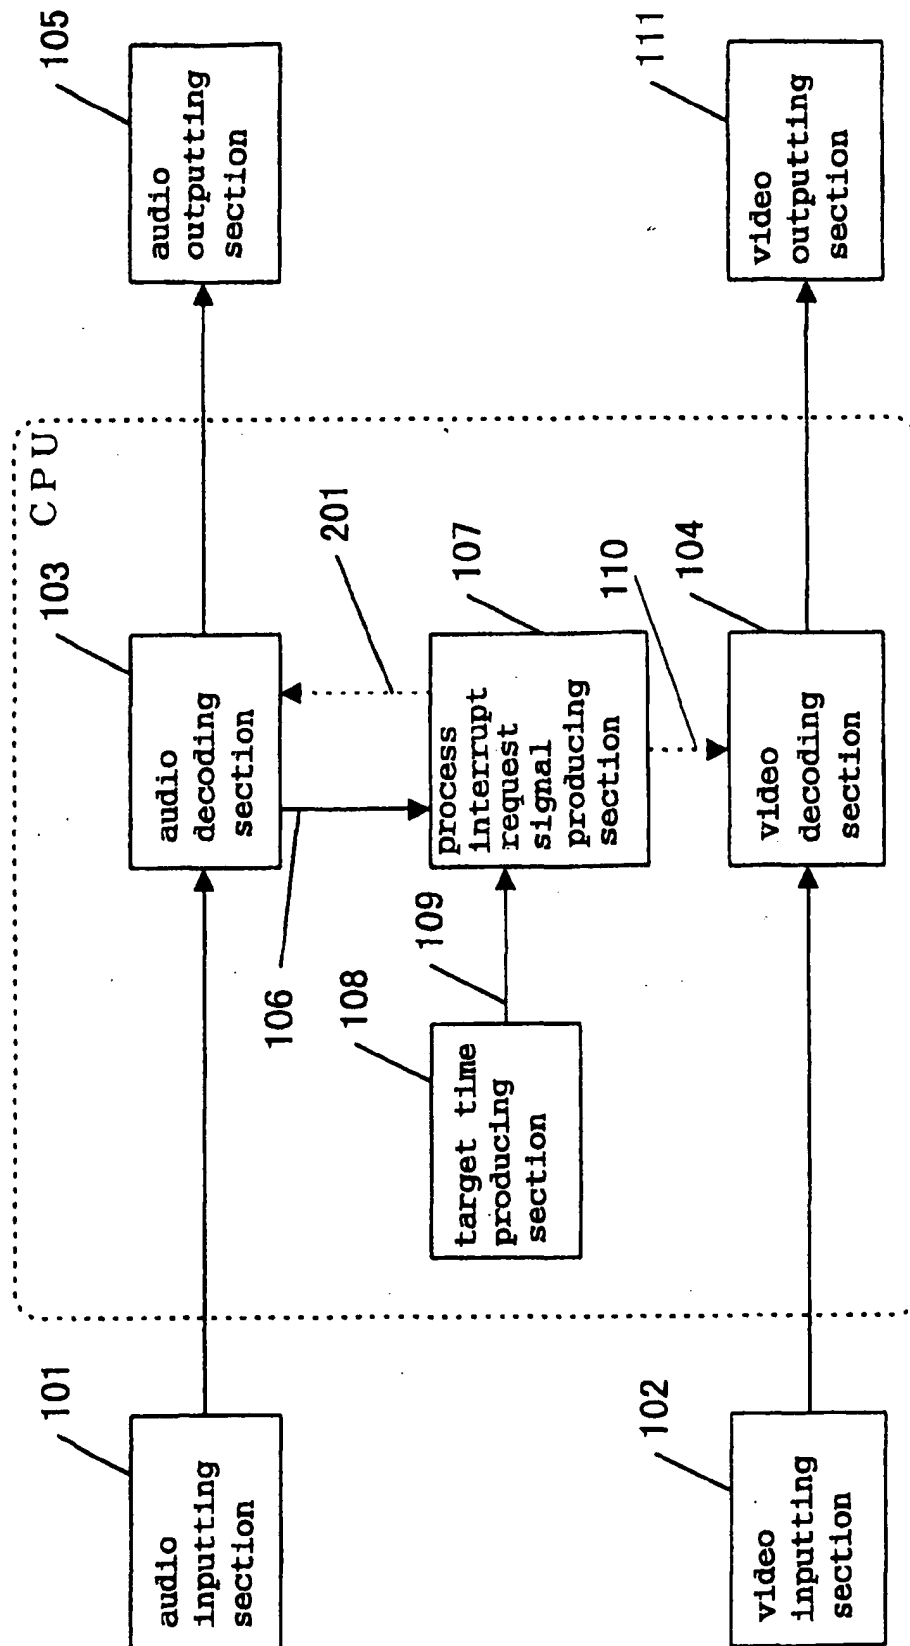 101
audio
inputting
section
103
audio
decoding
section
105
audio
outputting
section
CPU
106
201
108
target time
producing
section
109
107
process
interrupt
request
signal
producing
section
110
102
video
inputting
section
104
video
decoding
section
111
video
outputting
section